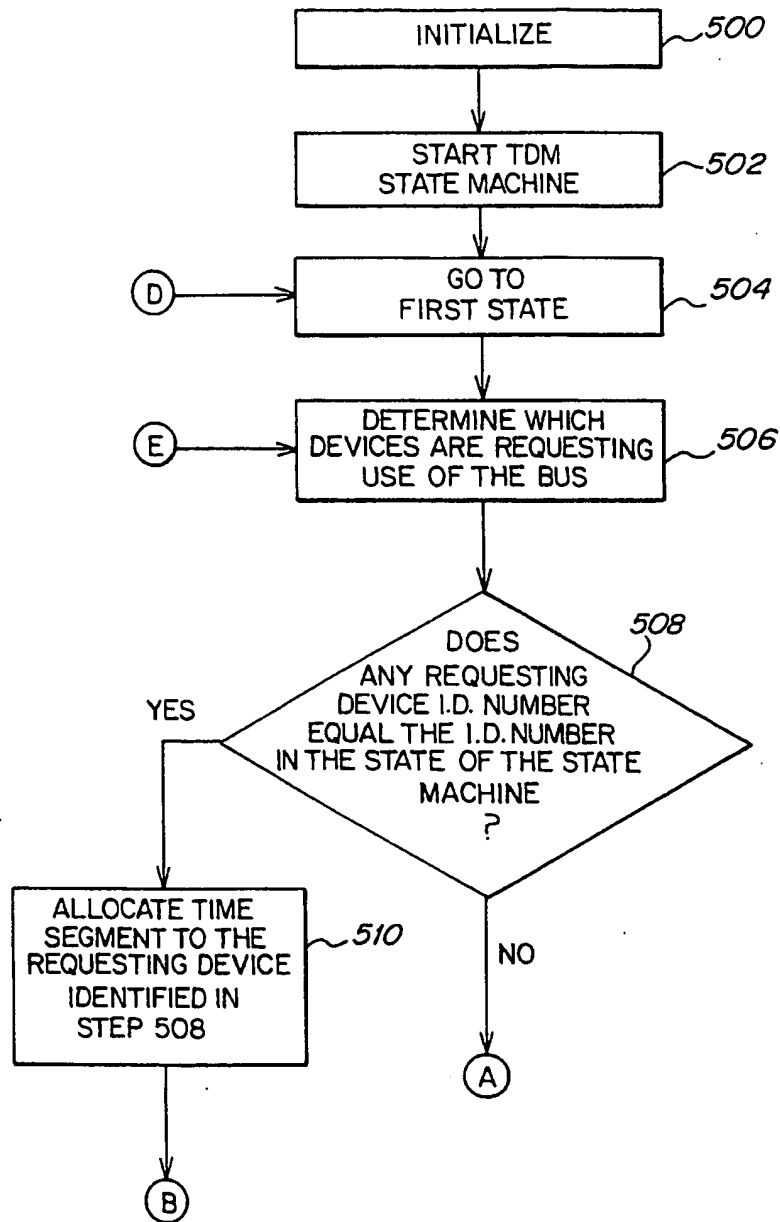 INITIALIZE
500
START TDM
STATE MACHINE
502
D
GO TO
FIRST STATE
504
E
DETERMINE WHICH
DEVICES ARE REQUESTING
USE OF THE BUS
506
508
DOES
ANY REQUESTING
DEVICE I.D. NUMBER
EQUAL THE I.D. NUMBER
IN THE STATE OF THE STATE
MACHINE
?
YES
ALLOCATE TIME
SEGMENT TO THE
REQUESTING DEVICE
IDENTIFIED IN
STEP 508
510
NO
A
B